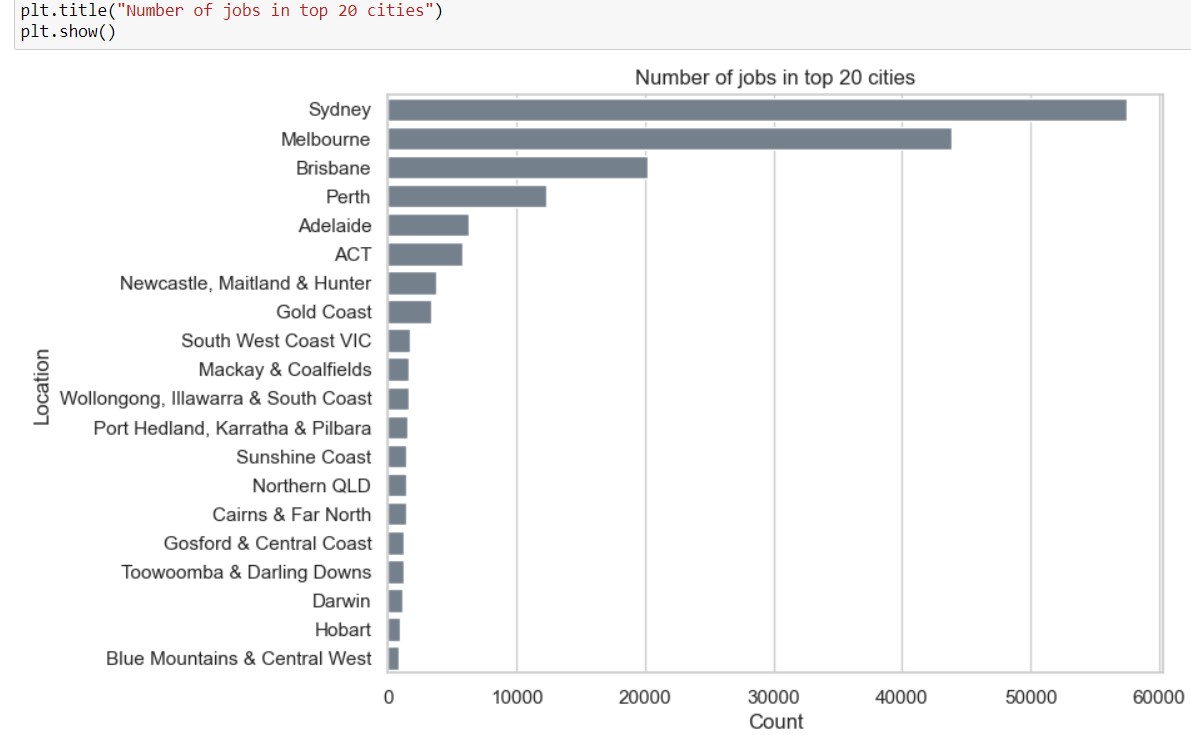 plt.title("Number of jobs in top 20 cities")
plt.show()
Number of jobs in top 20 cities
Sydney
Melbourne
Brisbane
Perth
Adelaide
ACT
Newcastle, Maitland & Hunter
Gold Coast
South West Coast VIC
Mackay & Coalfields
Wollongong, Illawarra & South Coast
Port Hedland, Karratha & Pilbara
Sunshine Coast
Northern QLD
Cairns & Far North
Gosford & Central Coast
Toowoomba & Darling Downs
Darwin
Hobart
Blue Mountains & Central West
Location
0 10000 20000 30000 40000 50000 60000
Count